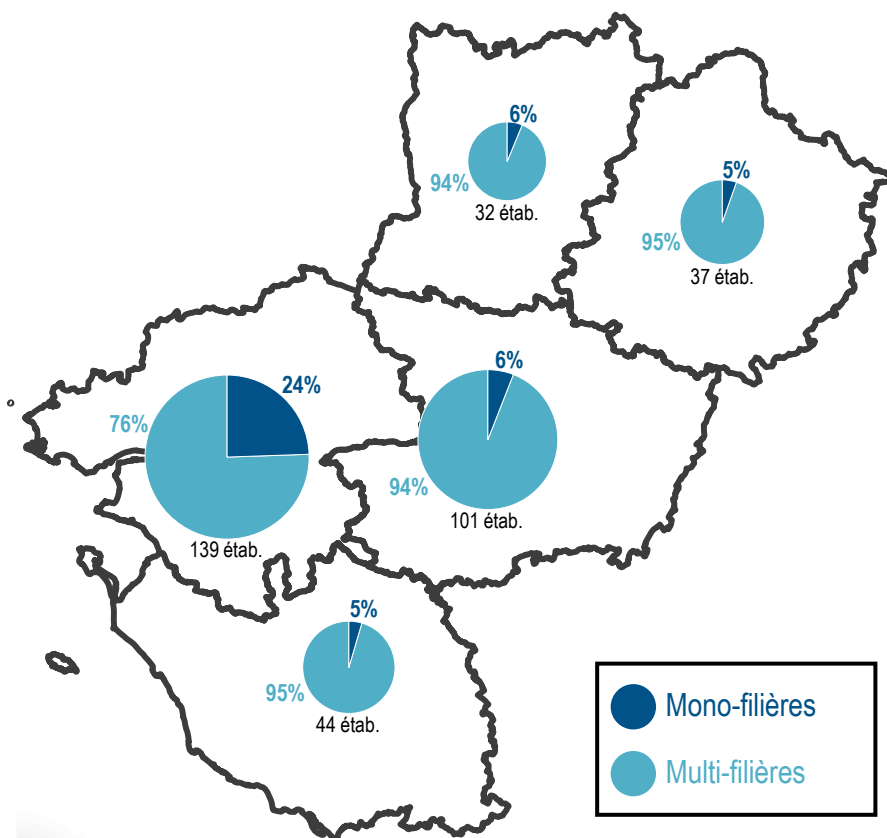 6%
94%
32 étab.
5%
95%
37 étab.
24%
76%
139 étab.
6%
94%
101 étab.
5%
95%
44 étab.
Mono-filières
Multi-filières